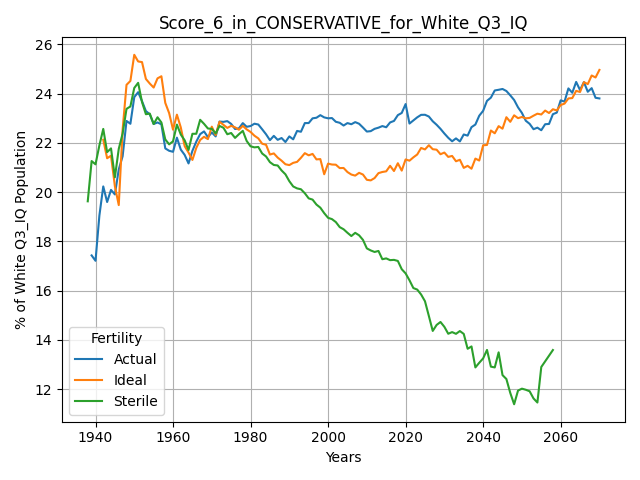 Score_6_in_CONSERVATIVE_for_White_Q3_IQ
% of White Q3_IQ Population
26
24
22
20
18
16
14
12
Fertility
Actual
Ideal
Sterile
1940
1960
1980
2000
2020
2040
2060
Years